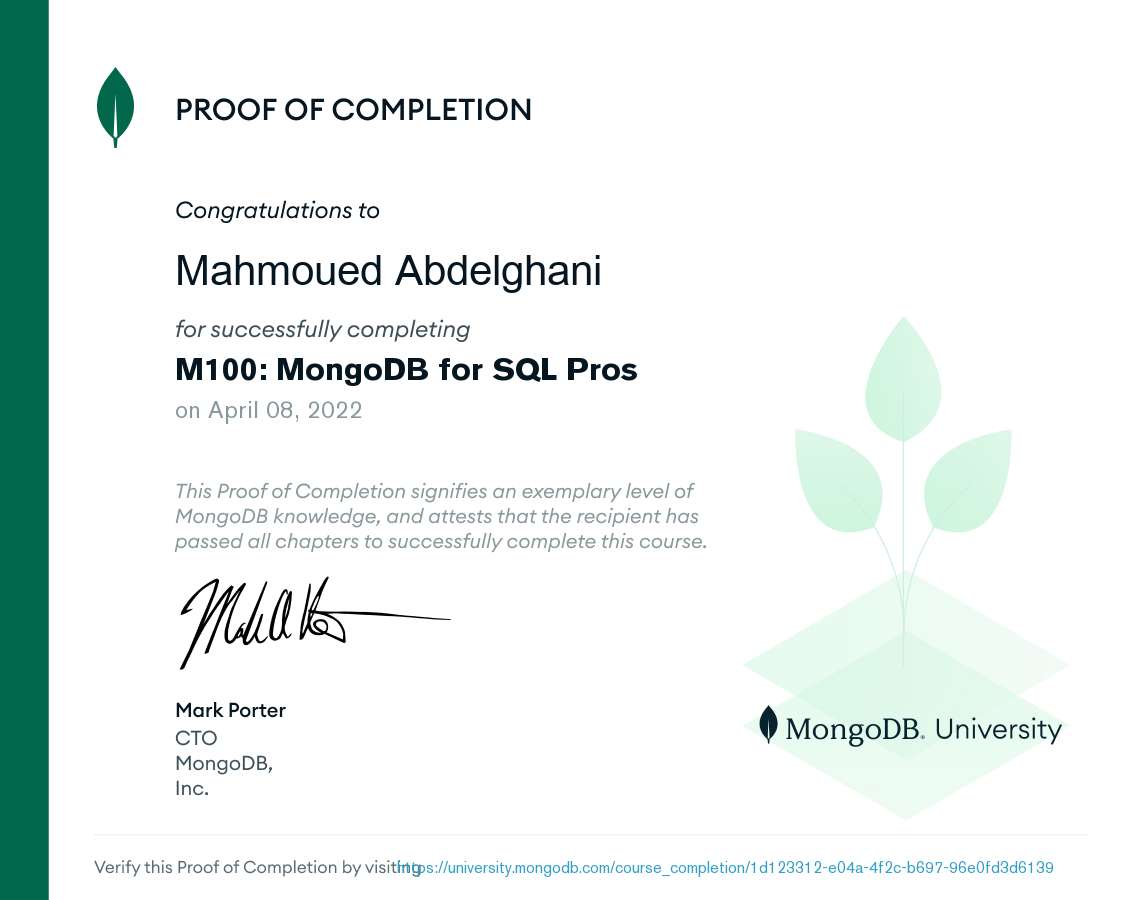 PROOF OF COMPLETION
Congratulations to
Mahmoued Abdelghani
for successfully completing
M100: MongoDB for SQL Pros
on April 08, 2022
This Proof of Completion signifies an exemplary level of
MongoDB knowledge, and attests that the recipient has
passed all chapters to successfully complete this course.
Mark Porter
CTO
MongoDB,
Inc.
MongoDB. University
Verify this Proof of Completion by visiting https://university.mongodb.com/course_completion/1d123312-e04a-4f2c-b697-96e0fd3d6139